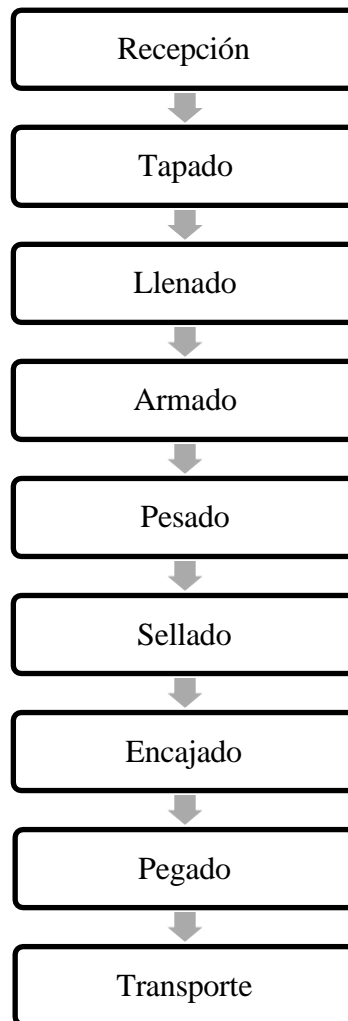 Recepción
Tapado
Llenado
Armado
Pesado
Sellado
Encajado
Pegado
Transporte